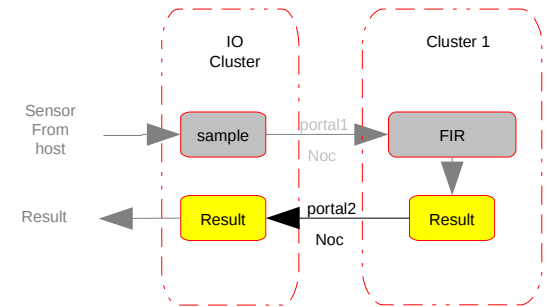 IO
Cluster
Cluster 1
Sensor
From
host
sample
portal1
Noc
FIR
Result
Result
portal2
Noc
Result